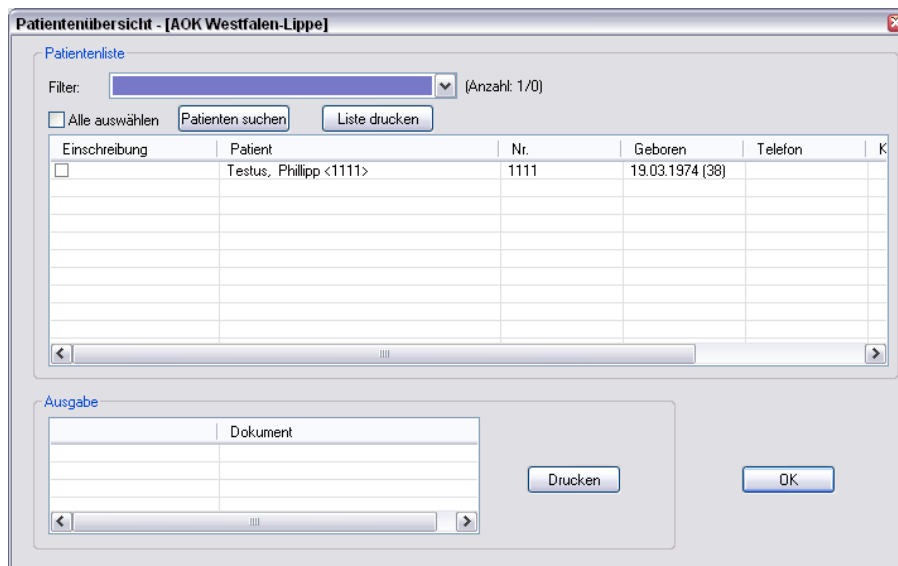 Patientenübersicht - [AOK Westfalen-Lippe]
Patientenliste
Filter: (Anzahl: 1/0)
Alle auswählen Patienten suchen Liste drucken
Einschreibung Patient Nr. Geboren Telefon K
Testus, Phillipp <1111> 1111 19.03.1974 (38)
Ausgabe
Dokument
Drucken OK